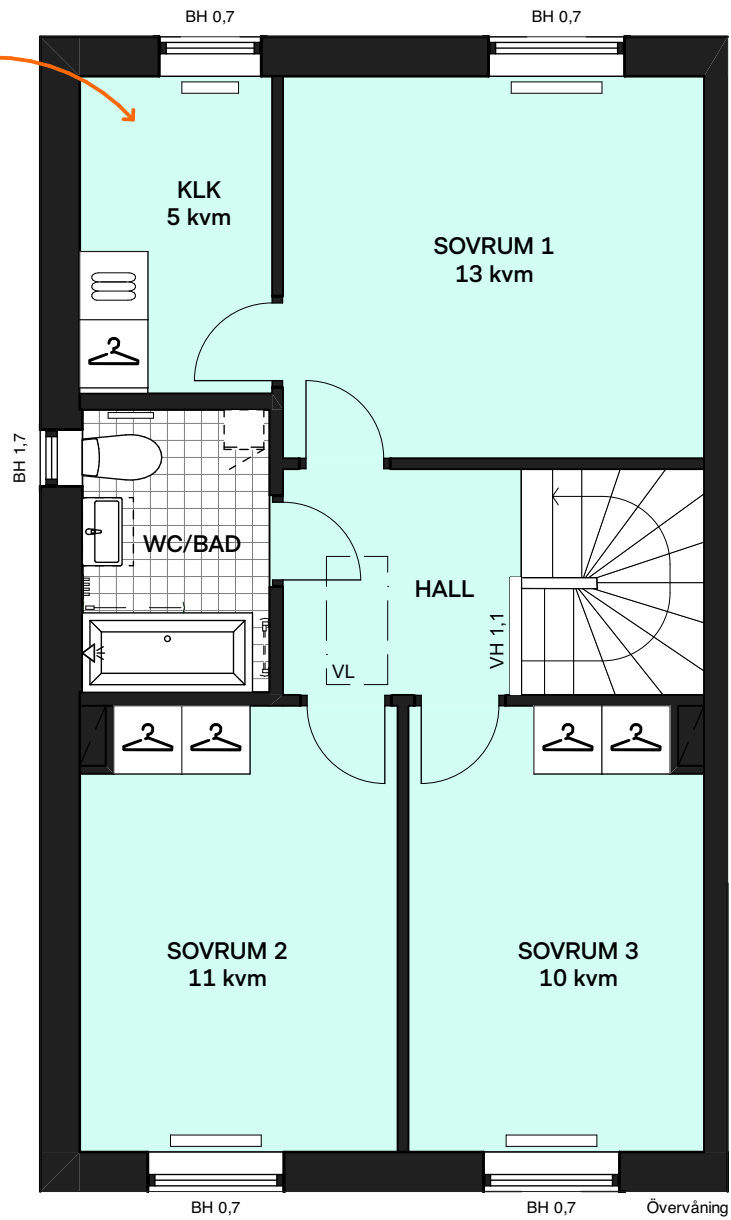 BH 0,7
BH 0,7
KLK
5 kvm
SOVRUM 1
13 kvm
BH 1,7
WC/BAD
HALL
VH 1,1
VL
SOVRUM 2
11 kvm
SOVRUM 3
10 kvm
BH 0,7
BH 0,7
Övervåning